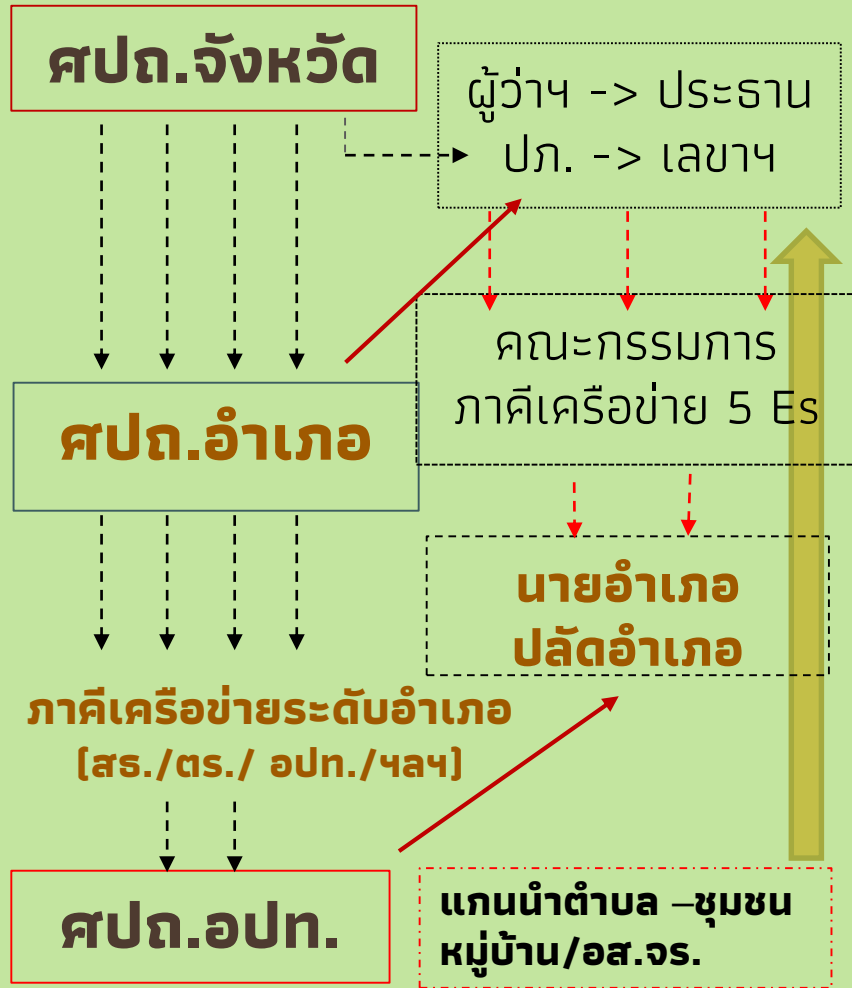 ศปถ.จังหวัด
ผู้ว่าฯ -> ประธาน
ปภ. -> เลขาฯ
คณะกรรมการ
ภาคีเครือข่าย 5 Es
ศปถ.อำเภอ
นายอำเภอ
ปลัดอำเภอ
ภาคีเครือข่ายระดับอำเภอ
(สธ./ตร./ อปท./ฯลฯ)
ศปถ.อปท.
แกนนำตำบล –ชุมชน
หมู่บ้าน/อส.จร.